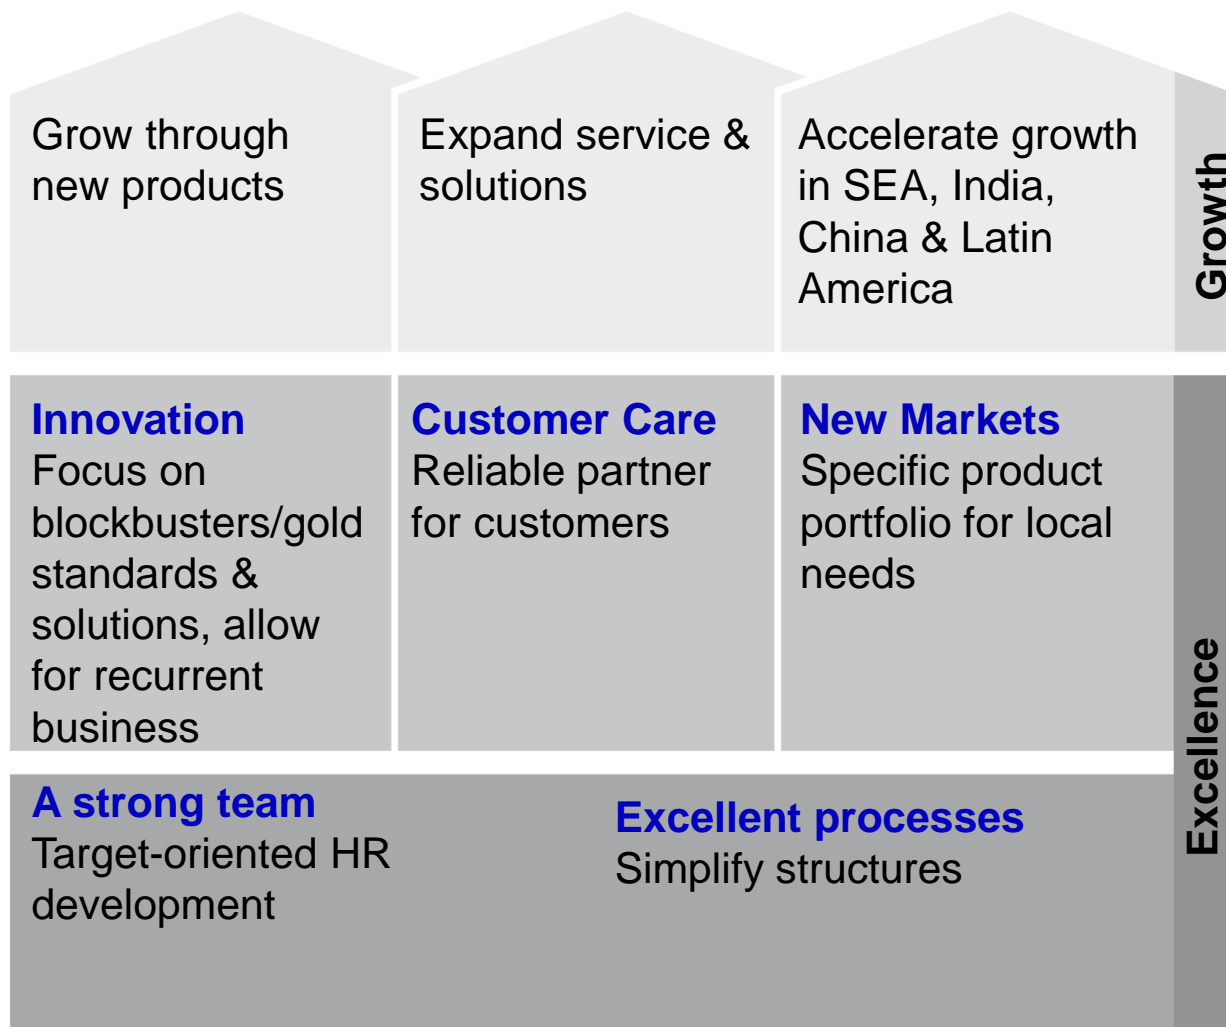 Grow through
new products
Expand service &
solutions
Accelerate growth
in SEA, India,
China & Latin
America
Growth
Innovation
Focus on
blockbusters/gold
standards &
solutions, allow
for recurrent
business
Customer Care
Reliable partner
for customers
New Markets
Specific product
portfolio for local
needs
Excellence
A strong team
Target-oriented HR
development
Excellent processes
Simplify structures